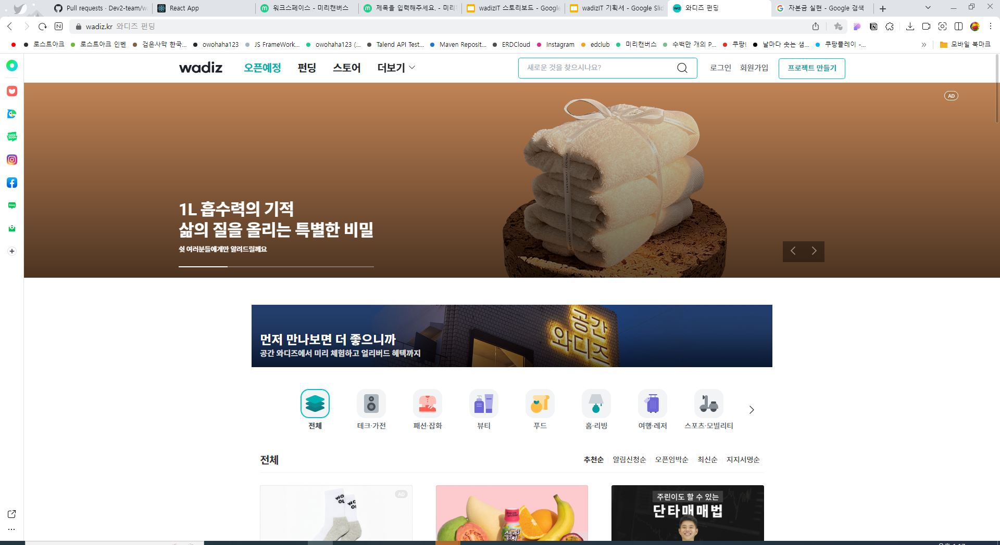 Pull requests · Dev2-team/w
React App
워크스페이스 - 미리캔버스
제목을 입력해주세요. - 미리
wadizIT 스토리보드 - Google
wadizIT 기획서 - Google Slid
와디즈 펀딩
자본금 실현 - Google 검색
wadiz.kr 와디즈 펀딩
로스트아크
로스트아크 인벤
검은사막 한국...
owohaha123
JS FrameWork...
owohaha123 (...
Talend API Test...
Maven Reposit...
ERDCloud
Instagram
edclub
미리캔버스
수백만 개의 P...
쿠팡!
날마다 솟는 샘...
쿠팡플레이 -...
모바일 북마크
wadiz
오픈예정
펀딩
스토어
더보기
새로운 것을 찾으시나요?
로그인
회원가입
프로젝트 만들기
AD
1L 흡수력의 기적
삶의 질을 올리는 특별한 비밀
쉿 여러분들에게만 알려드릴께요
공간
와디즈
먼저 만나보면 더 좋으니까
공간 와디즈에서 미리 체험하고 얼리버드 혜택까지
전체
테크·가전
패션·잡화
뷰티
푸드
홈·리빙
여행·레저
스포츠·모빌리티
전체
추천순
알림신청순
오픈임박순
최신순
지지서명순
AD
WO
OL
WO
OL
주린이도 할 수 있는
단타매매법